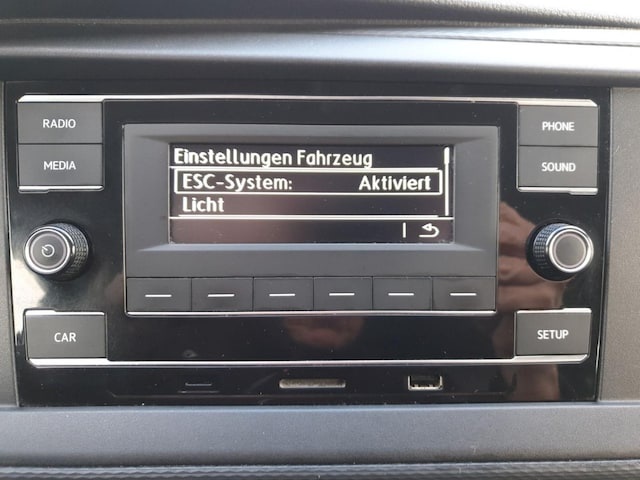 RADIO
MEDIA
Einstellungen Fahrzeug
ESC-System: Aktiviert
Licht
PHONE
SOUND
CAR
SETUP